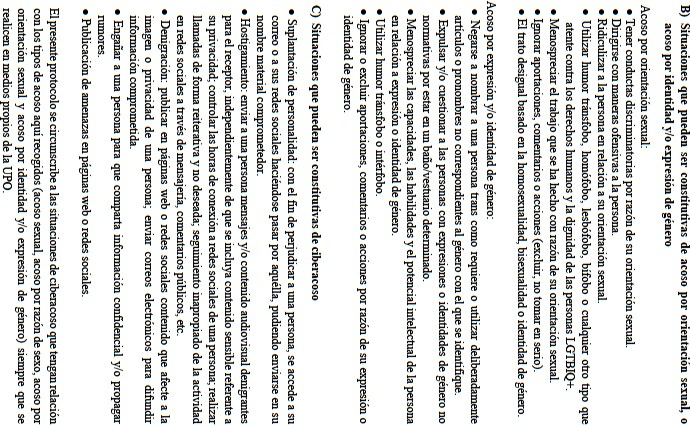 B) Situaciones que pueden ser constitutivas de acoso por orientación sexual, o
acoso por identidad y/o expresión de género
Acoso por orientación sexual:
• Tener conductas discriminatorias por razón de su orientación sexual.
• Dirigirse con maneras ofensivas a la persona.
• Ridiculizar a la persona en relación a su orientación sexual.
• Utilizar humor tránsfobo, homófobo, lesbófobo, bífobo o cualquier otro tipo que
atente contra los derechos humanos y la dignidad de las personas LGTBIQ+.
• Menospreciar el trabajo que se ha hecho con razón de su orientación sexual.
• Ignorar aportaciones, comentarios o acciones (excluir, no tomar en serio).
• El trato desigual basado en la homosexualidad, bisexualidad o identidad de género.
Acoso por expresión y/o identidad de género:
• Negarse a nombrar a una persona trans como requiere o utilizar deliberadamente
artículos o pronombres no correspondientes al género con el que se identifique.
• Expulsar y/o cuestionar a las personas con expresiones o identidades de género no
normativas por estar en un baño/vestuario determinado.
• Menospreciar las capacidades, las habilidades y el potencial intelectual de la persona
en relación a expresión o identidad de género.
• Utilizar humor tránsfobo o intérfobo.
• Ignorar o excluir aportaciones, comentarios o acciones por razón de su expresión o
identidad de género.
C) Situaciones que pueden ser constitutivas de ciberacoso
• Suplantación de personalidad: con el fin de perjudicar a una persona, se accede a su
correo o a sus redes sociales haciéndose pasar por aquélla, pudiendo enviarse en su
nombre material comprometedor.
• Hostigamiento: enviar a una persona mensajes y/o contenido audiovisual denigrantes
para el receptor, independientemente de que se incluya contenido sensible referente a
su privacidad; controlar las horas de conexión a redes sociales de una persona; realizar
llamadas de forma reiterativa y no deseada; seguimiento inapropiado de la actividad
en redes sociales a través de mensajería, comentarios públicos, etc.
• Denigración: publicar en páginas web o redes sociales contenido que afecte a la
imagen o privacidad de una persona; enviar correos electrónicos para difundir
información comprometida.
• Engañar a una persona para que comparta información confidencial y/o propagar
rumores.
• Publicación de amenazas en páginas web o redes sociales.
El presente protocolo se circunscribe a las situaciones de ciberacoso que tengan relación
con los tipos de acoso aquí recogidos (acoso sexual, acoso por razón de sexo, acoso por
orientación sexual y acoso por identidad y/o expresión de género) siempre que se
realicen en medios propios de la UPO.